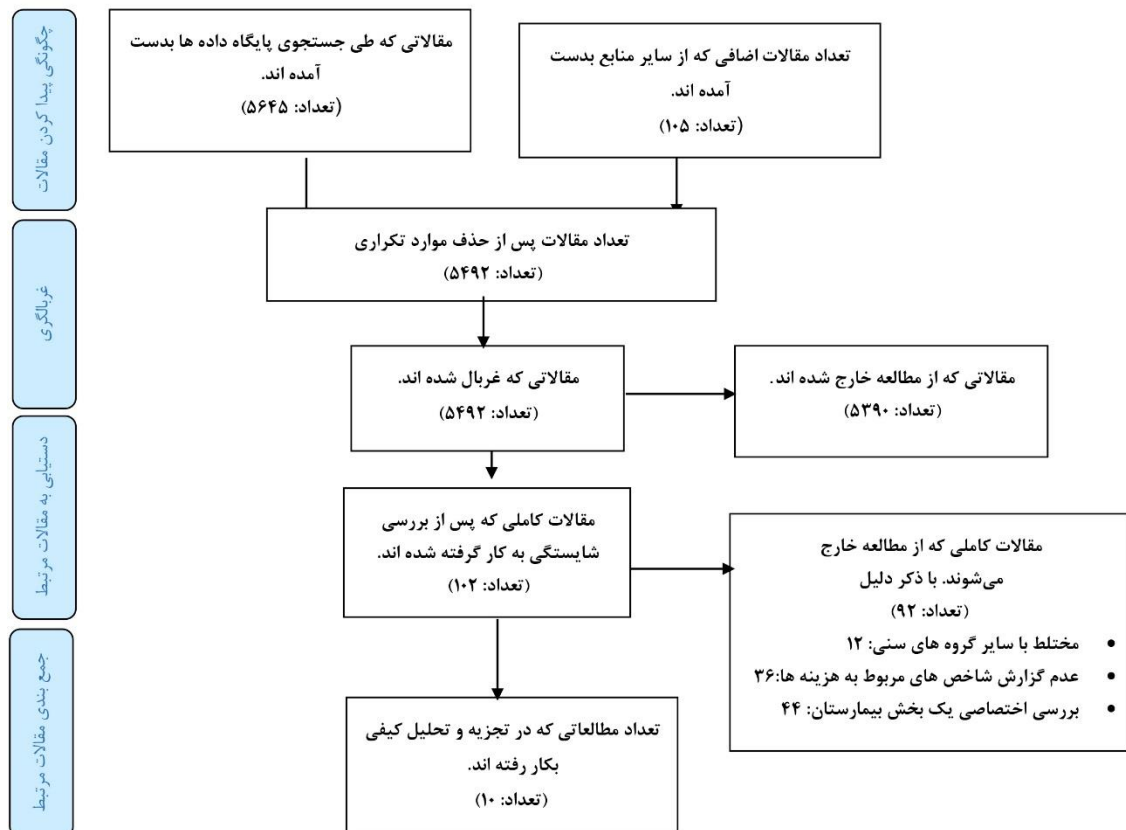 چگونگی پیدا کردن مقالات
مقالاتی که طی جستجوی پایگاه داده ها بدست
آمده اند.
(تعداد: ۵۶۴۵)
تعداد مقالات اضافی که از سایر منابع بدست
آمده اند.
(تعداد: ۱۰۵)
غربالگری
تعداد مقالات پس از حذف موارد تکراری
(تعداد: ۵۴۹۲)
مقالاتی که غربال شده اند.
(تعداد: ۵۴۹۲)
مقالاتی که از مطالعه خارج شده اند.
(تعداد: ۵۳۹۰)
دستیابی به مقالات مرتبط
مقالات کاملی که پس از بررسی
شایستگی به کار گرفته شده اند.
(تعداد: ۱۰۲)
مقالات کاملی که از مطالعه خارج
می‌شوند. با ذکر دلیل
(تعداد: ۹۲)
• مختلط با سایر گروه های سنی: ۱۲
• عدم گزارش شاخص های مربوط به هزینه ها:۳۶
• بررسی اختصاصی یک بخش بیمارستان: ۴۴
جمع بندی مقالات مرتبط
تعداد مطالعاتی که در تجزیه و تحلیل کیفی
بکار رفته اند.
(تعداد: ۱۰)